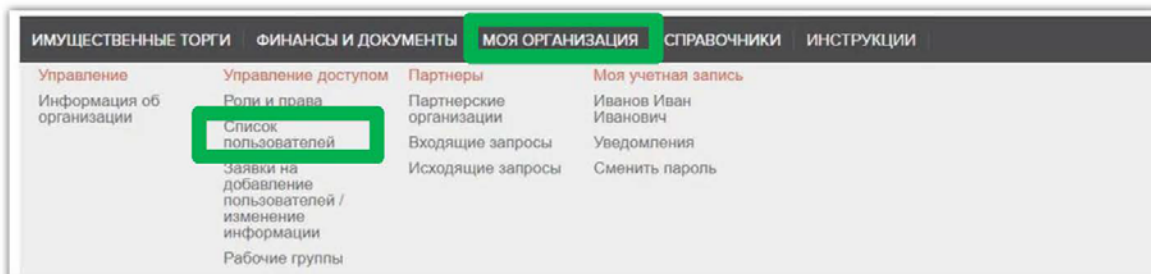 ИМУЩЕСТВЕННЫЕ ТОРГИ ФИНАНСЫ И ДОКУМЕНТЫ МОЯ ОРГАНИЗАЦИЯ СПРАВОЧНИКИ ИНСТРУКЦИИ
Управление
Информация об
организации
Управление доступом
Роли и права
Список
пользователей
Заявки на
добавление
пользователей /
изменение
информации
Рабочие группы
Партнеры
Партнерские
организации
Входящие запросы
Исходящие запросы
Моя учетная запись
Иванов Иван
Иванович
Уведомления
Сменить пароль